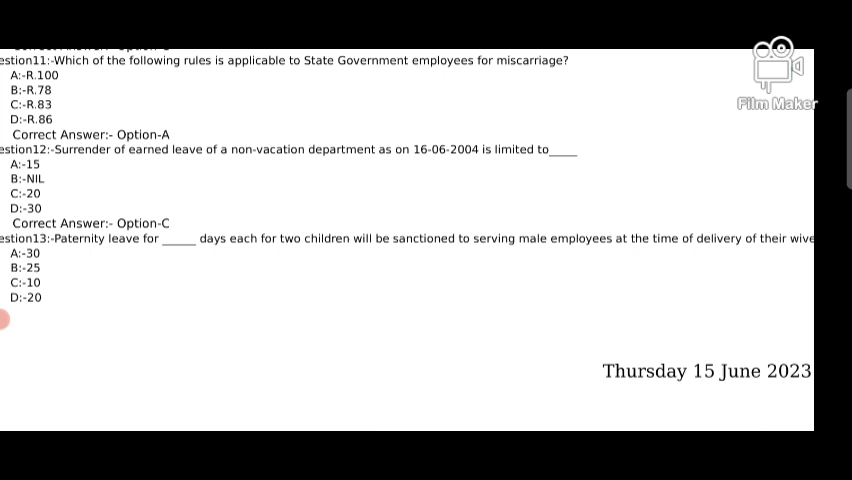 estion11:-Which of the following rules is applicable to State Government employees for miscarriage?
A:-R.100
B:-R.78
C:-R.83
D:-R.86
Correct Answer:- Option-A
estion12:-Surrender of earned leave of a non-vacation department as on 16-06-2004 is limited to_____
A:-15
B:-NIL
C:-20
D:-30
Correct Answer:- Option-C
estion13:-Paternity leave for ______ days each for two children will be sanctioned to serving male employees at the time of delivery of their wive
A:-30
B:-25
C:-10
D:-20
Thursday 15 June 2023
Film Maker